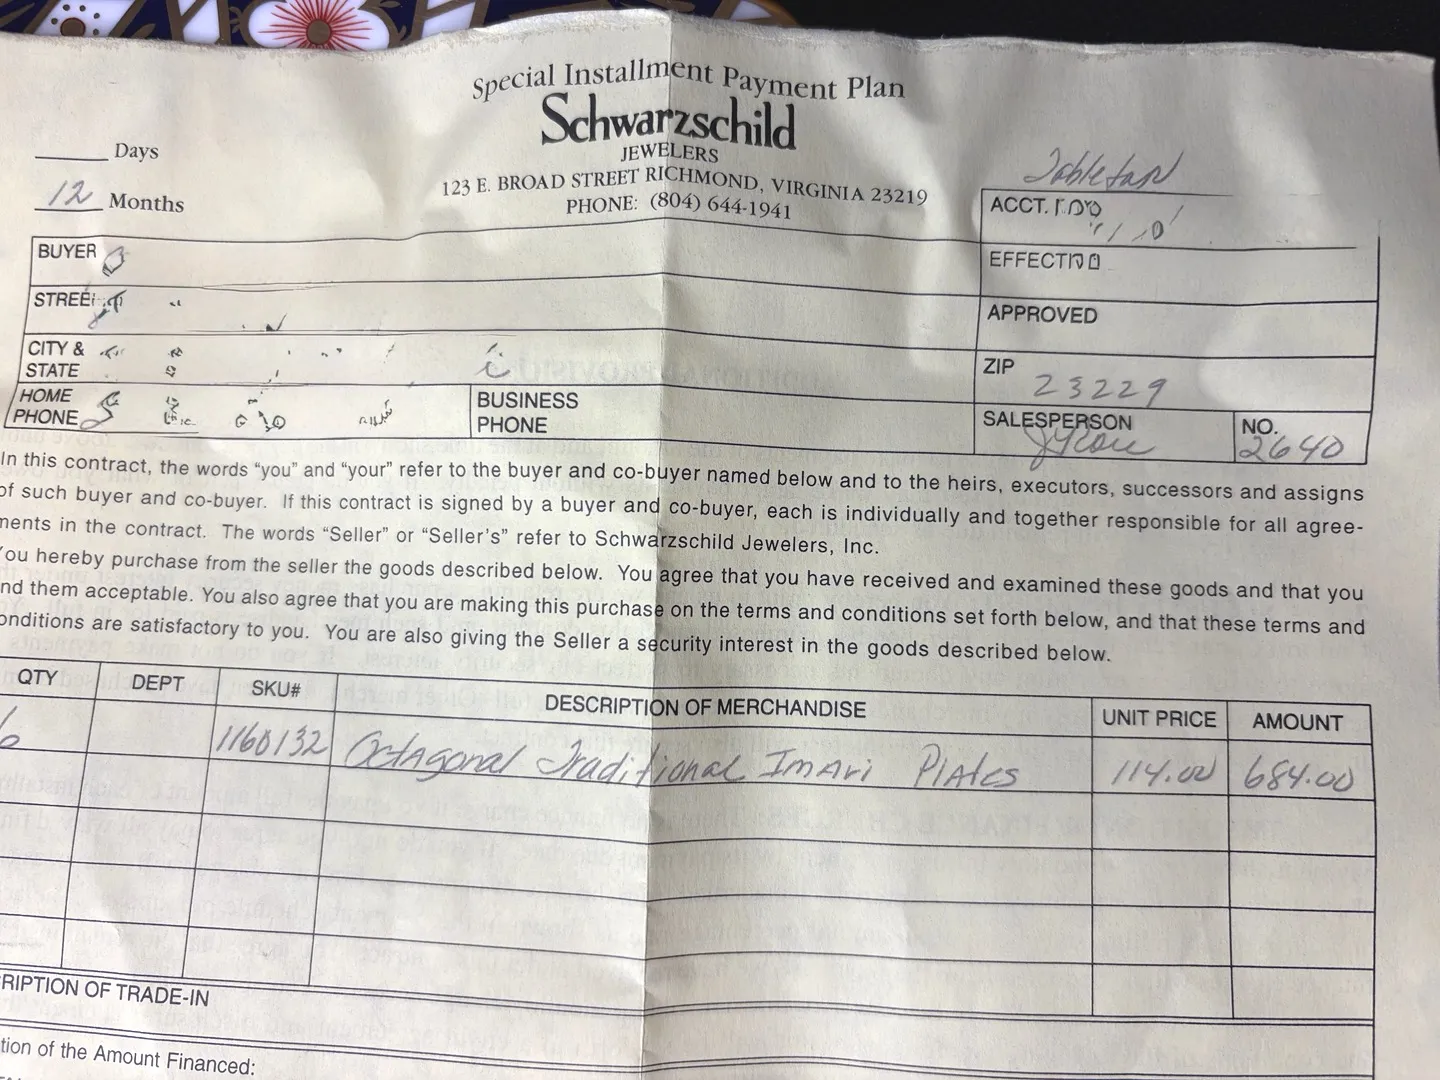 Special Installment Payment Plan
Schwarzschild
JEWELERS
123 E. BROAD STREET RICHMOND, VIRGINIA 23219
PHONE: (804) 644-1941
Days
12 Months
ACCT.
BUYER
STREE
CITY &
STATE
HOME
PHONE
BUSINESS
PHONE
EFFECTI
APPROVED
ZIP 23229
SALESPERSON
NO.
2640
In this contract, the words “you” and “your” refer to the buyer and co-buyer named below and to the heirs, executors, successors and assigns
of such buyer and co-buyer. If this contract is signed by a buyer and co-buyer, each is individually and together responsible for all agree-
ments in the contract. The words “Seller” or “Seller's” refer to Schwarzschild Jewelers, Inc.
You hereby purchase from the seller the goods described below. You agree that you have received and examined these goods and that you
nd them acceptable. You also agree that you are making this purchase on the terms and conditions set forth below, and that these terms and
onditions are satisfactory to you. You are also giving the Seller a security interest in the goods described below.
QTY DEPT SKU# DESCRIPTION OF MERCHANDISE UNIT PRICE AMOUNT
6 1160132 Octagonal Traditional Imari Plates 114.00 684.00
RIPTION OF TRADE-IN
tion of the Amount Financed: